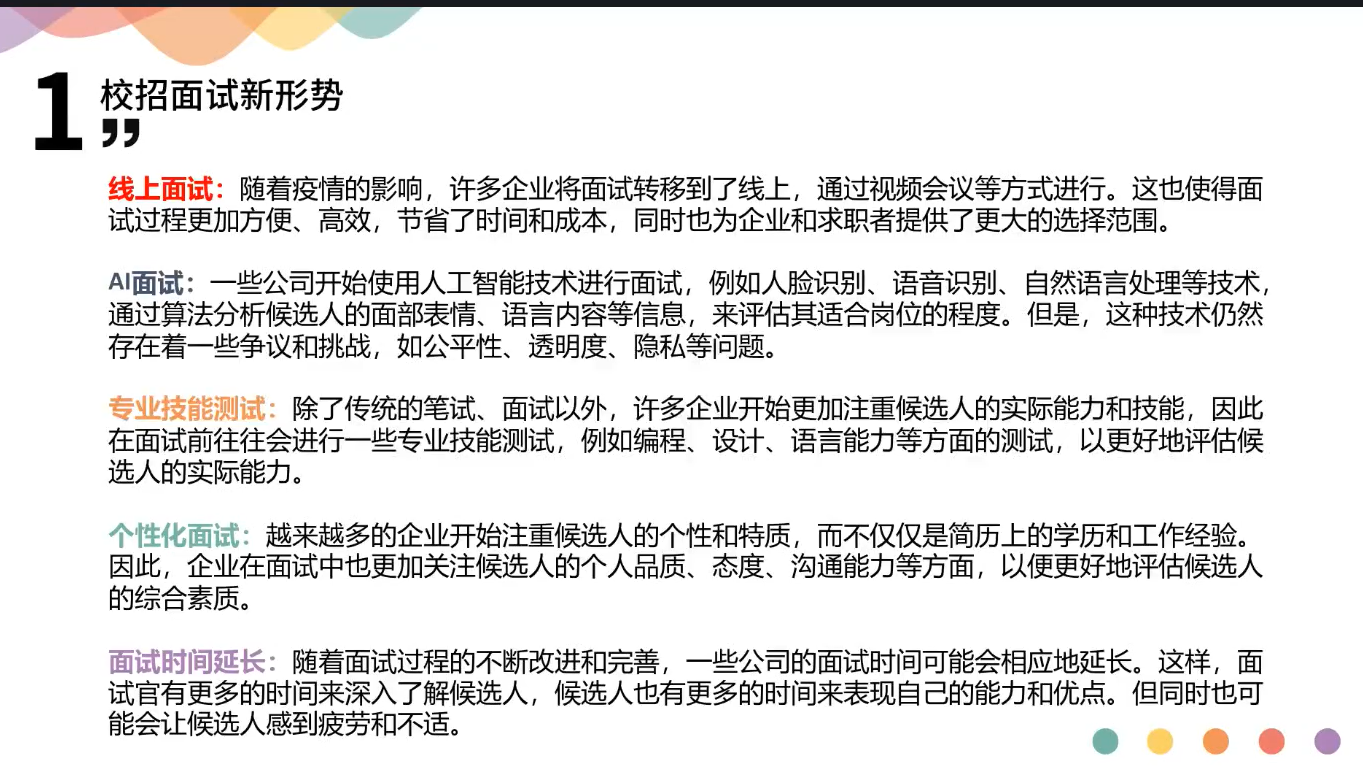 1
校招面试新形势
”
线上面试：随着疫情的影响，许多企业将面试转移到了线上，通过视频会议等方式进行。这也使得面
试过程更加方便、高效，节省了时间和成本，同时也为企业和求职者提供了更大的选择范围。
AI面试：一些公司开始使用人工智能技术进行面试，例如人脸识别、语音识别、自然语言处理等技术，
通过算法分析候选人的面部表情、语言内容等信息，来评估其适合岗位的程度。但是，这种技术仍然
存在着一些争议和挑战，如公平性、透明度、隐私等问题。
专业技能测试：除了传统的笔试、面试以外，许多企业开始更加注重候选人的实际能力和技能，因此
在面试前往往会进行一些专业技能测试，例如编程、设计、语言能力等方面的测试，以更好地评估候
选人的实际能力。
个性化面试：越来越多的企业开始注重候选人的个性和特质，而不仅仅是简历上的学历和工作经验。
因此，企业在面试中也更加关注候选人的个人品质、态度、沟通能力等方面，以便更好地评估候选人
的综合素质。
面试时间延长：随着面试过程的不断改进和完善，一些公司的面试时间可能会相应地延长。这样，面
试官有更多的时间来深入了解候选人，候选人也有更多的时间来表现自己的能力和优点。但同时也可
能会让候选人感到疲劳和不适。